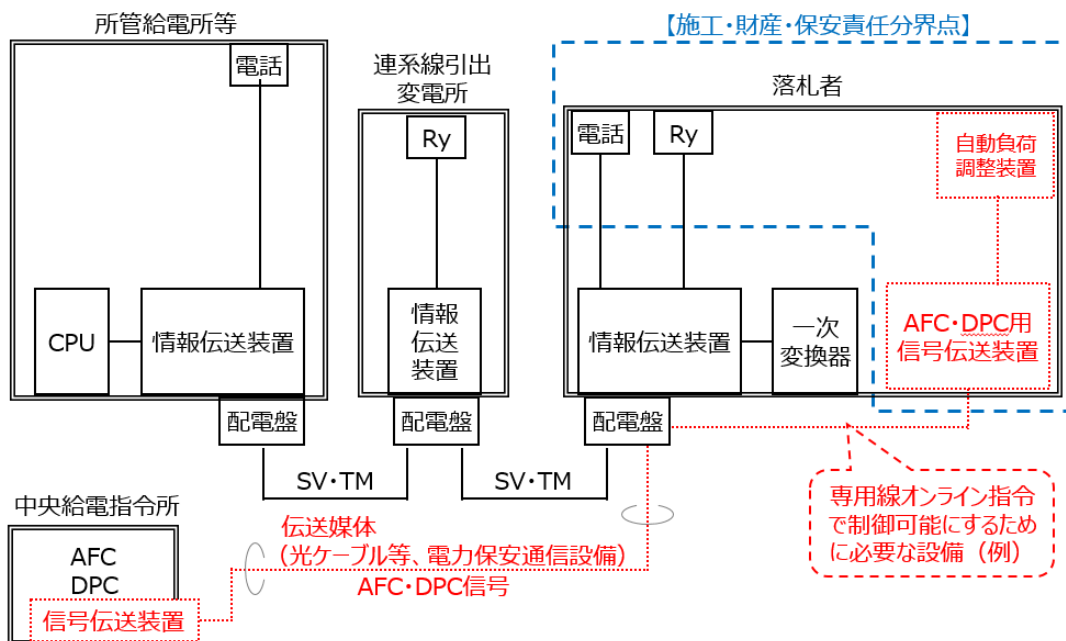 【施工・財産・保安責任分界点】
所管給電所等
電話
CPU
情報伝送装置
配電盤
連系線引出
変電所
Ry
情報
伝送
装置
配電盤
落札者
電話
Ry
自動負荷
調整装置
情報伝送装置
一次
変換器
AFC・DPC用
信号伝送装置
配電盤
SV・TM
SV・TM
中央給電指令所
AFC
DPC
信号伝送装置
伝送媒体
(光ケーブル等、電力保安通信設備)
AFC・DPC信号
専用線オンライン指令
で制御可能にするため
に必要な設備（例）